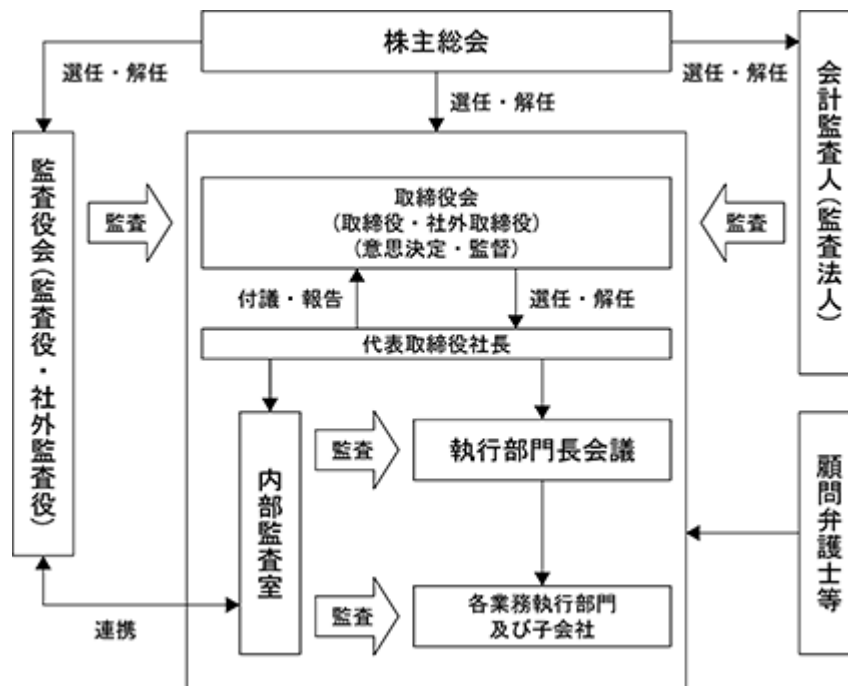 株主総会
選任・解任
選任・解任
選任・解任
監査役会(監査役・社外監査役)
会計監査人(監査法人)
取締役会
(取締役・社外取締役)
(意思決定・監督)
監査
監査
付議・報告
選任・解任
代表取締役社長
内部監査室
監査
執行部門長会議
顧問弁護士等
監査
各業務執行部門
及び子会社
連携